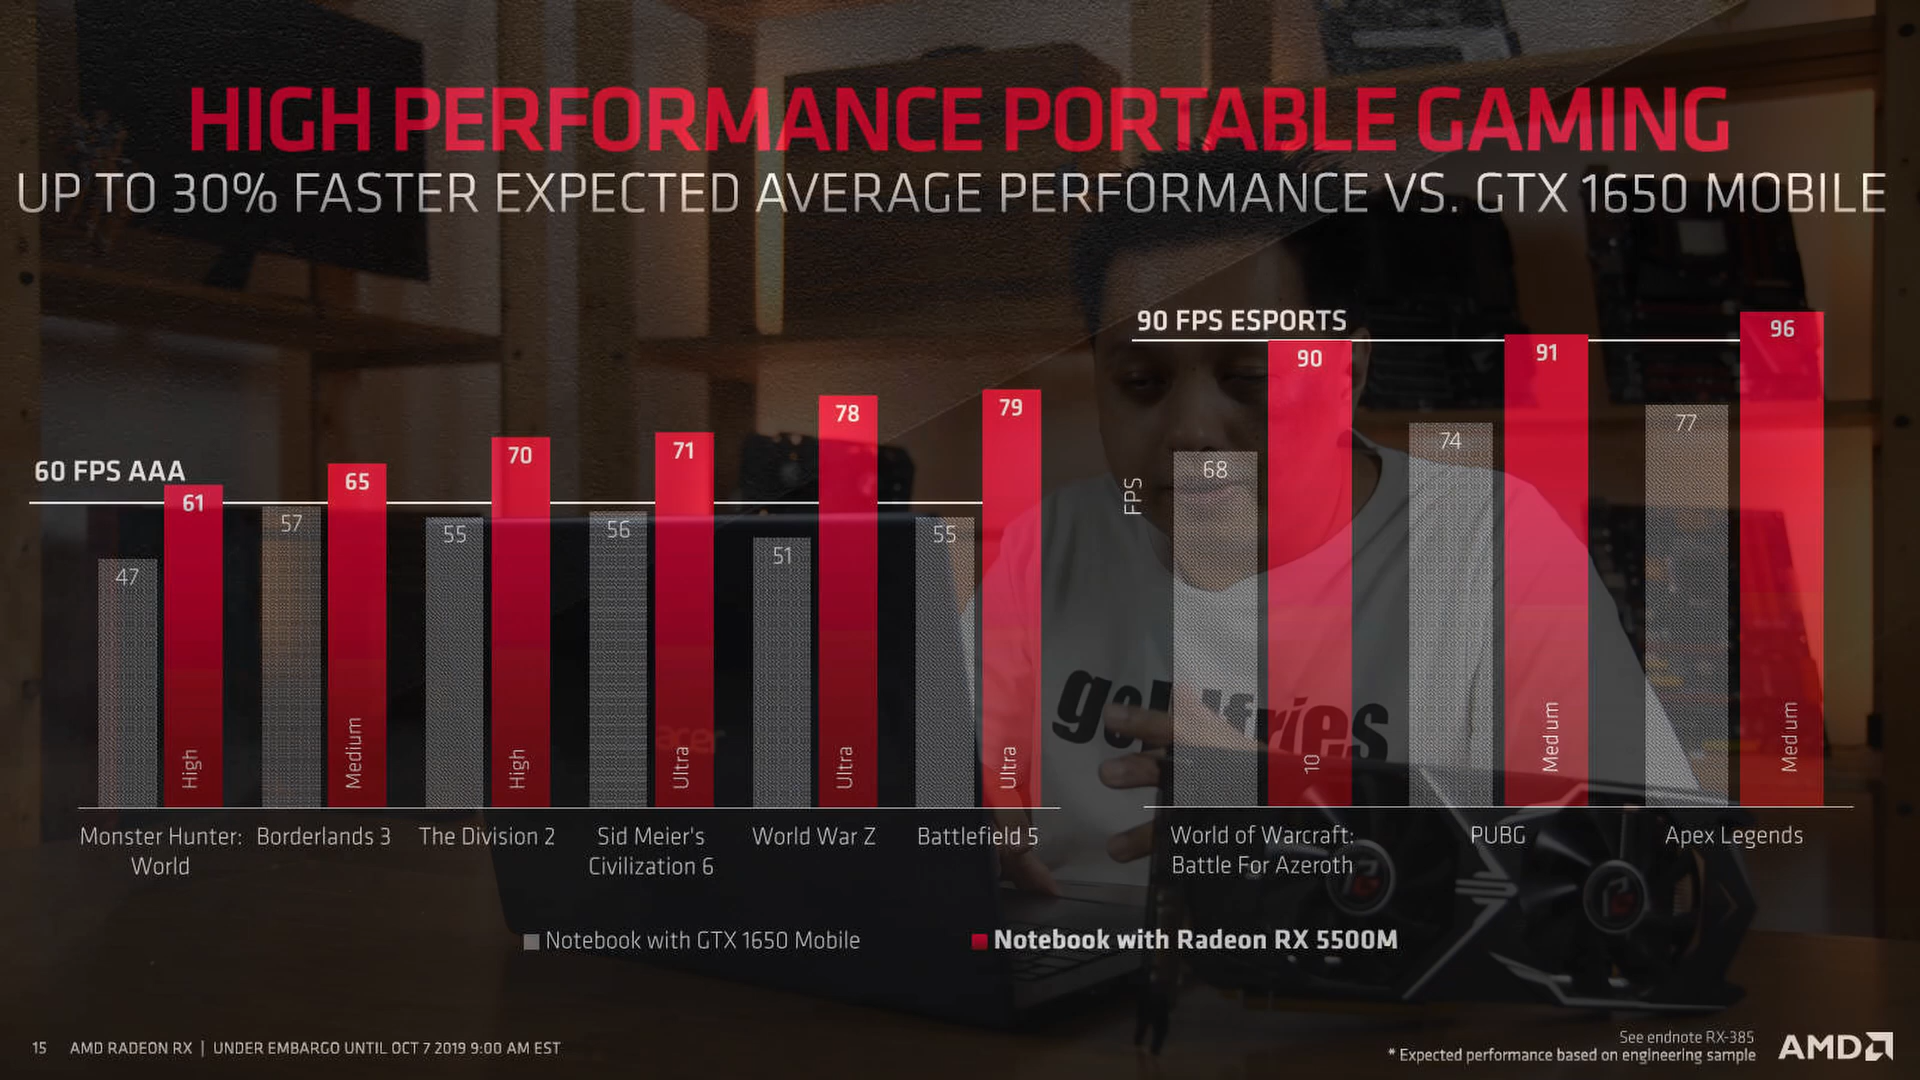 HIGH PERFORMANCE PORTABLE GAMING
UP TO 30% FASTER EXPECTED AVERAGE PERFORMANCE VS. GTX 1650 MOBILE
60 FPS AAA
47
61
High
57
65
Medium
55
70
High
56
71
Ultra
51
78
Ultra
55
79
Ultra
Monster Hunter:
World
Borderlands 3
The Division 2
Sid Meier's
Civilization 6
World War Z
Battlefield 5
90 FPS ESPORTS
FPS
68
90
10
74
91
Medium
77
96
Medium
World of Warcraft:
Battle For Azeroth
PUBG
Apex Legends
acer
goldfries
Notebook with GTX 1650 Mobile
Notebook with Radeon RX 5500M
15 AMD RADEON RX | UNDER EMBARGO UNTIL OCT 7 2019 9:00 AM EST
See endnote RX-385
* Expected performance based on engineering sample
AMD